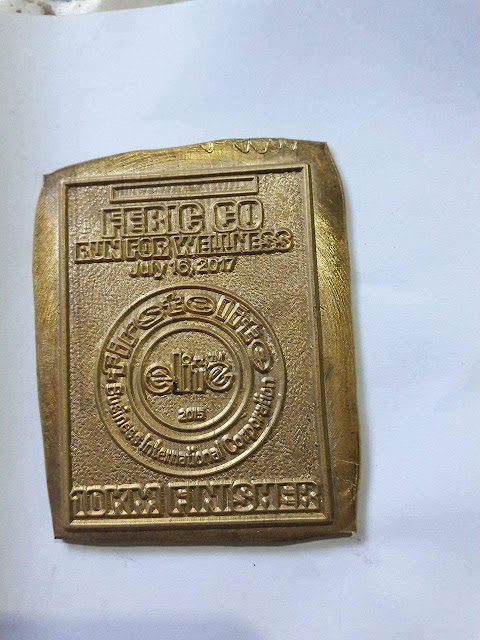 FEBIC CO
RUN FOR WELLNESS
July 16, 2017
firstelite
elite
2015
Business International Corporation
10KM FINISHER